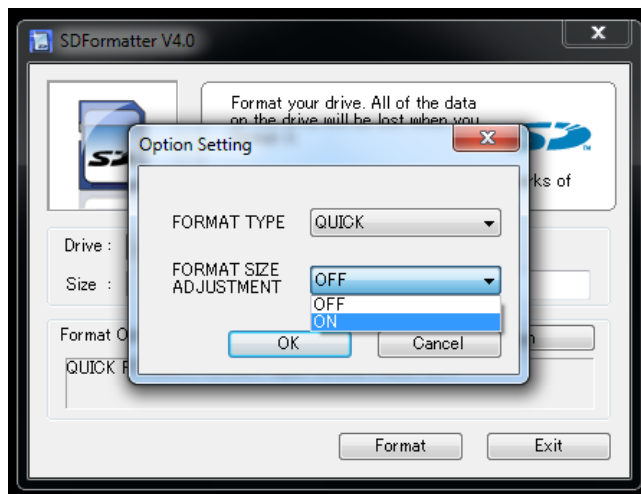 SDFormatter V4.0
Format your drive. All of the data
on the drive will be lost when you
rks of
Option Setting
FORMAT TYPE
QUICK
FORMAT SIZE
ADJUSTMENT
OFF
OFF
ON
OK
Cancel
Drive :
Size :
Format O
QUICK F
Format
Exit